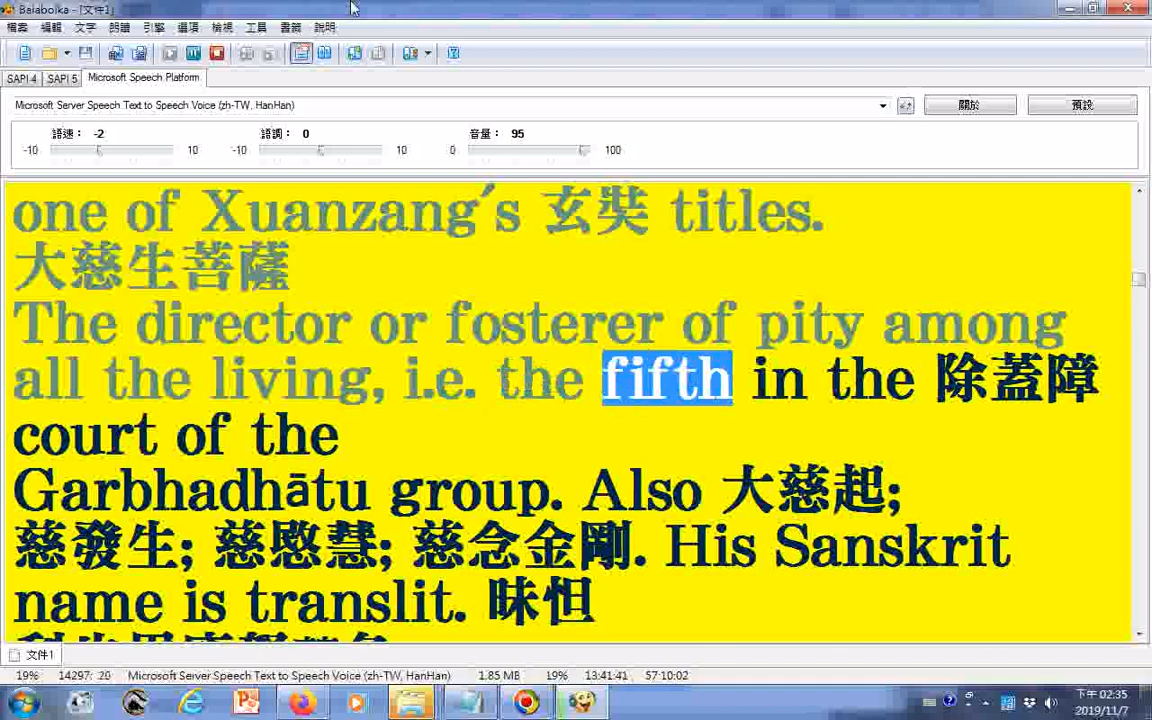 Balabolka - [文件1]
檔案 編輯 文字 朗讀 引擎 選項 檢視 工具 書籤 說明
SAPI 4 SAPI 5 Microsoft Speech Platform
Microsoft Server Speech Text to Speech Voice (zh-TW, HanHan) 關於 預設
語速： -2 語調： 0 音量： 95
-10 10 -10 10 0 100
one of Xuanzang's 玄奘 titles.
大慈生菩薩
The director or fosterer of pity among
all the living, i.e. the fifth in the 除蓋障
court of the
Garbhadhātu group. Also 大慈起;
慈發生; 慈愍慧; 慈念金剛. His Sanskrit
name is translit. 昧怛
文件1
19% 14297: 20 Microsoft Server Speech Text to Speech Voice (zh-TW, HanHan) 1.85 MB 19% 13:41:41 57:10:02
下午 02:35
2019/11/7